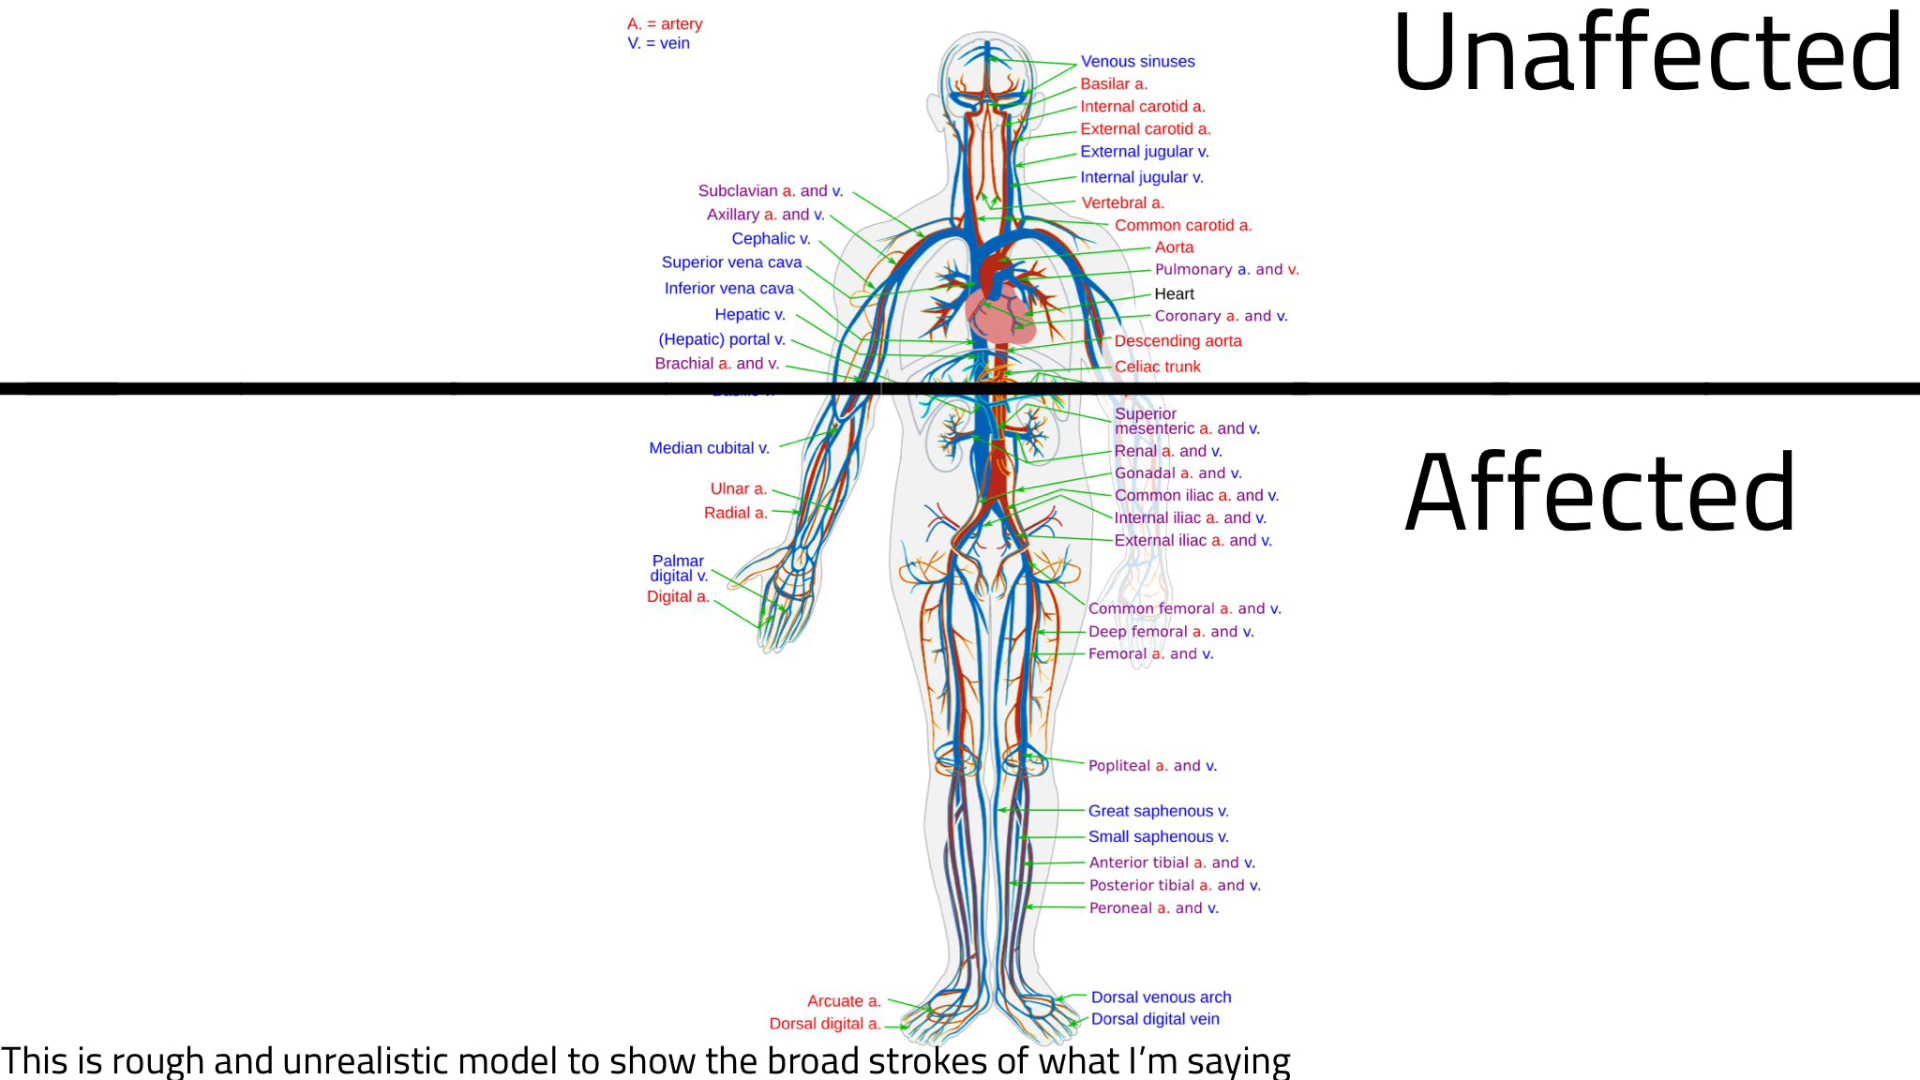 A. = artery
V. = vein
Unaffected
Venous sinuses
Basilar a.
Internal carotid a.
External carotid a.
External jugular v.
Internal jugular v.
Vertebral a.
Common carotid a.
Aorta
Pulmonary a. and v.
Heart
Coronary a. and v.
Descending aorta
Celiac trunk
Subclavian a. and v.
Axillary a. and v.
Cephalic v.
Superior vena cava
Inferior vena cava
Hepatic v.
(Hepatic) portal v.
Brachial a. and v.
Affected
Median cubital v.
Ulnar a.
Radial a.
Palmar
digital v.
Digital a.
Superior
mesenteric a. and v.
Renal a. and v.
Gonadal a. and v.
Common iliac a. and v.
Internal iliac a. and v.
External iliac a. and v.
Common femoral a. and v.
Deep femoral a. and v.
Femoral a. and v.
Popliteal a. and v.
Great saphenous v.
Small saphenous v.
Anterior tibial a. and v.
Posterior tibial a. and v.
Peroneal a. and v.
Arcuate a.
Dorsal digital a.
Dorsal venous arch
Dorsal digital vein
This is rough and unrealistic model to show the broad strokes of what I'm saying